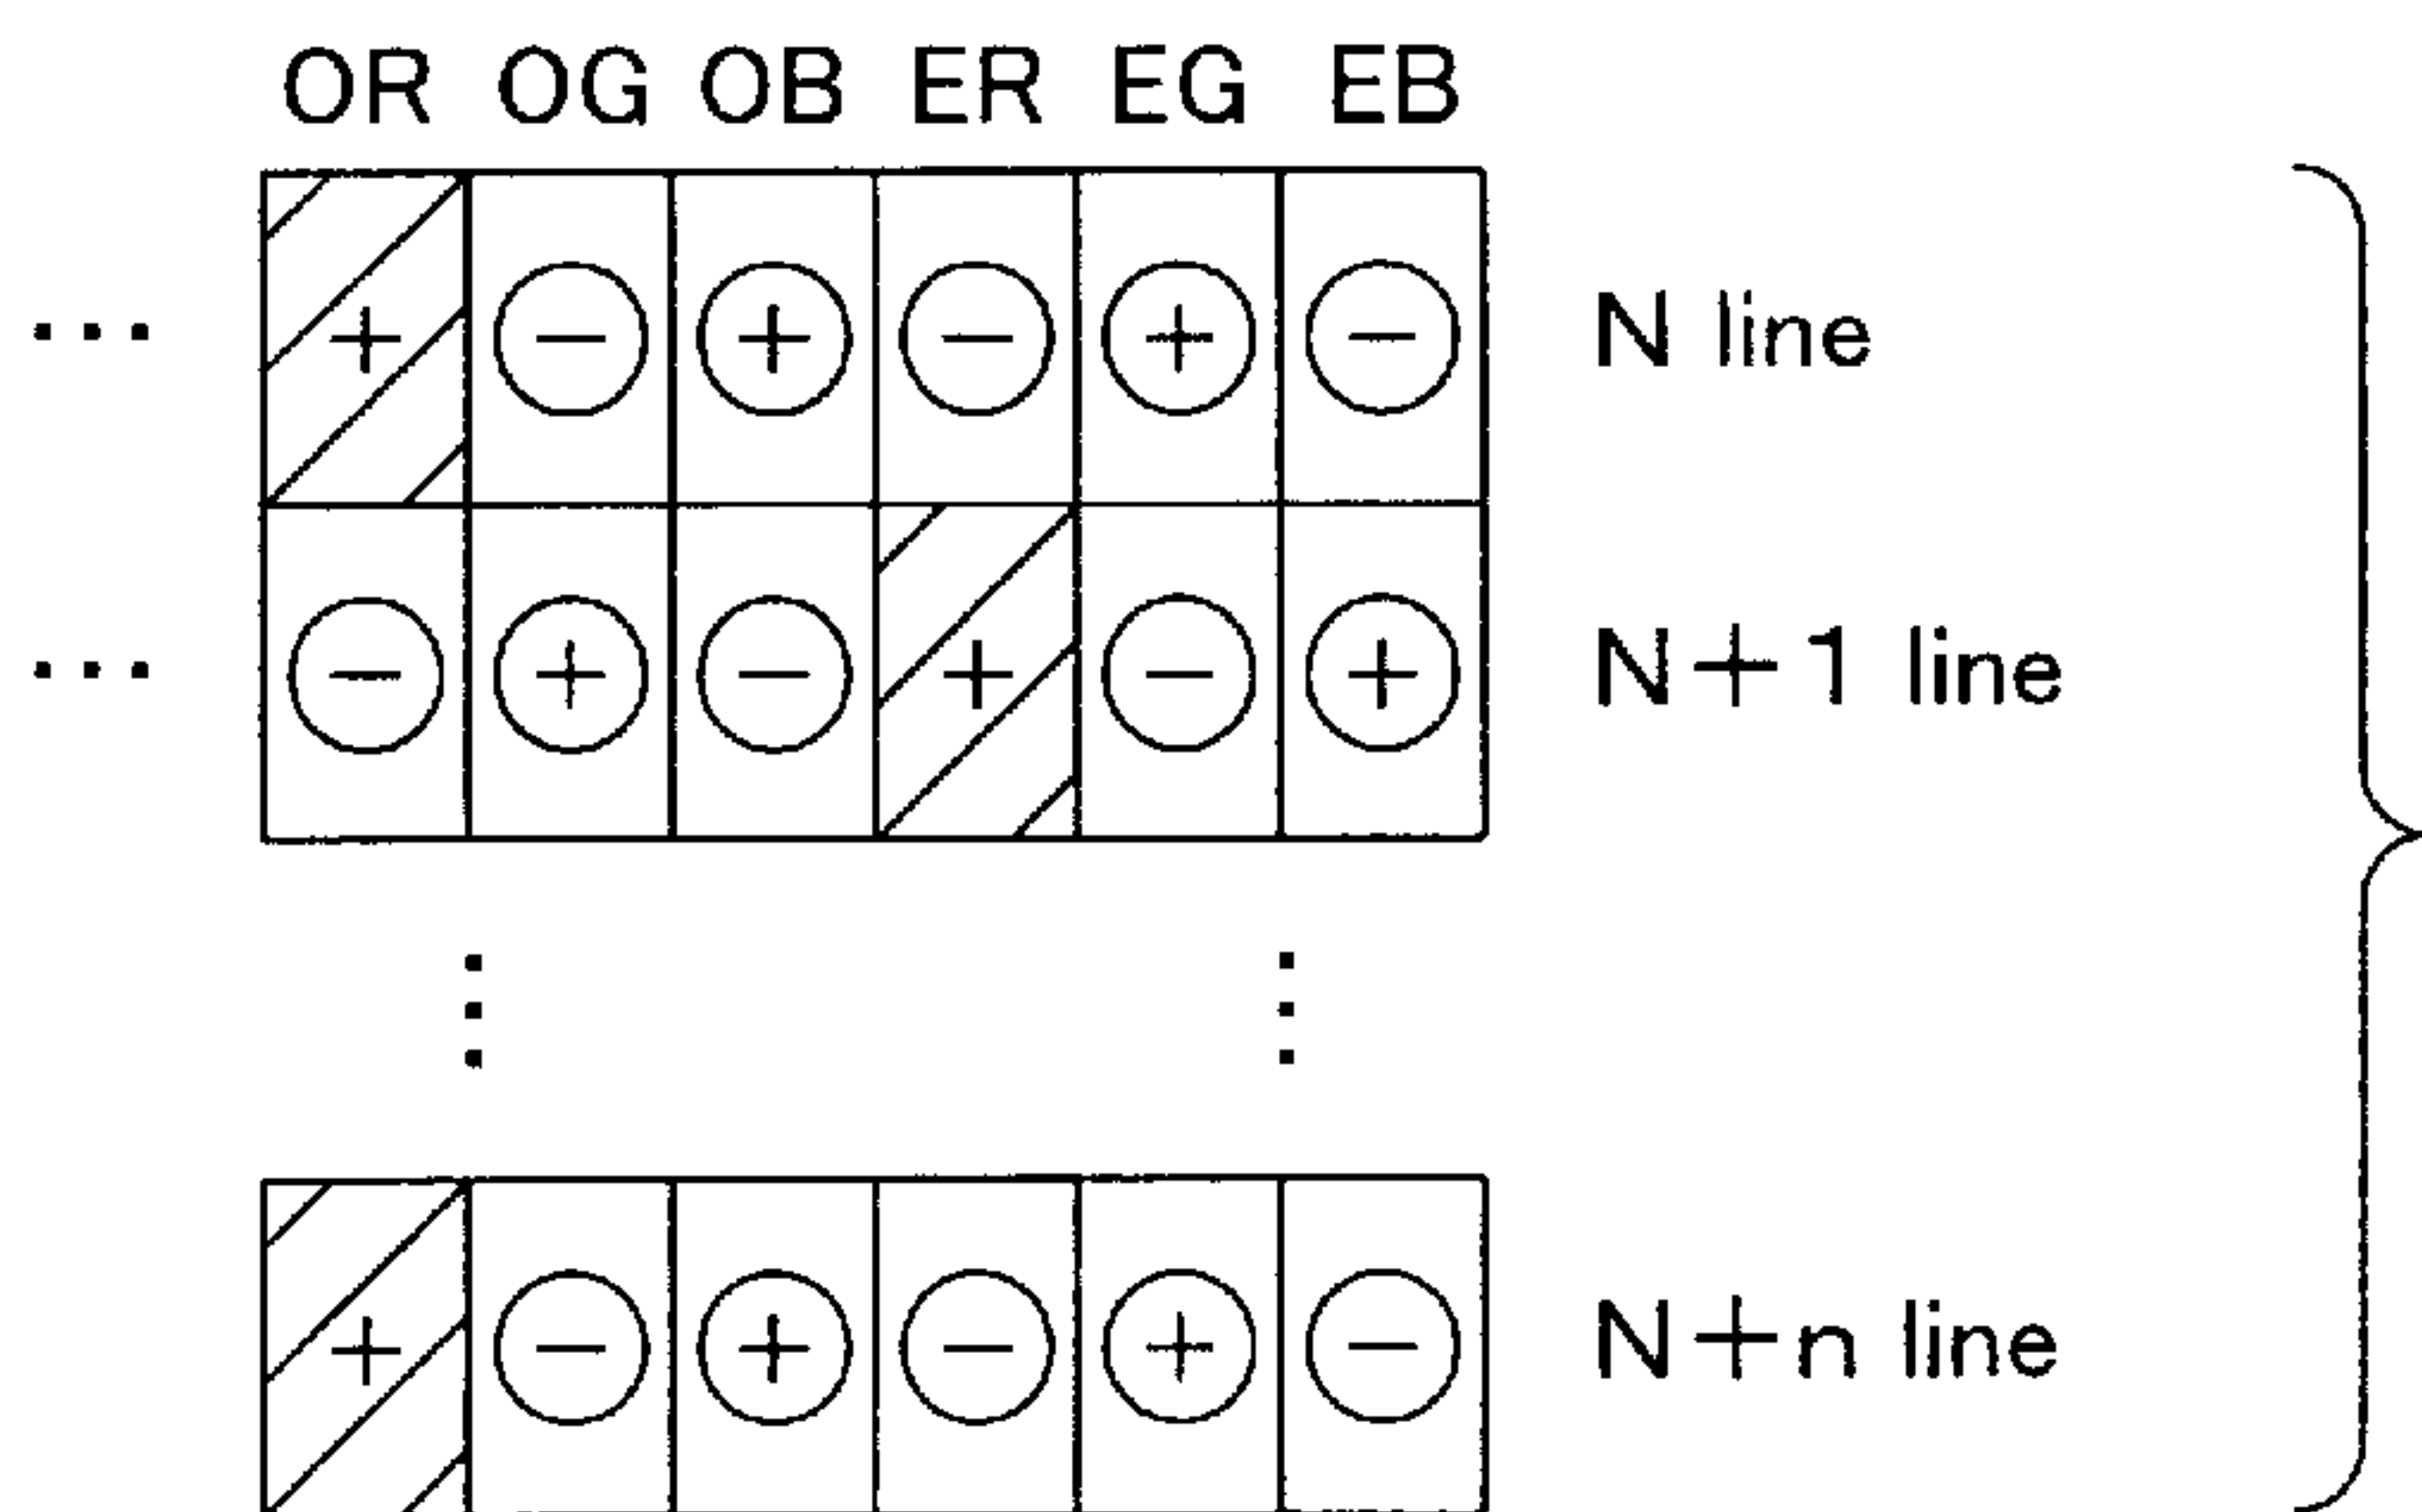 OR OG OB ER EG EB
... + − + − + − N line
... − + − + − + N+1 line
+ − + − + − N+n line